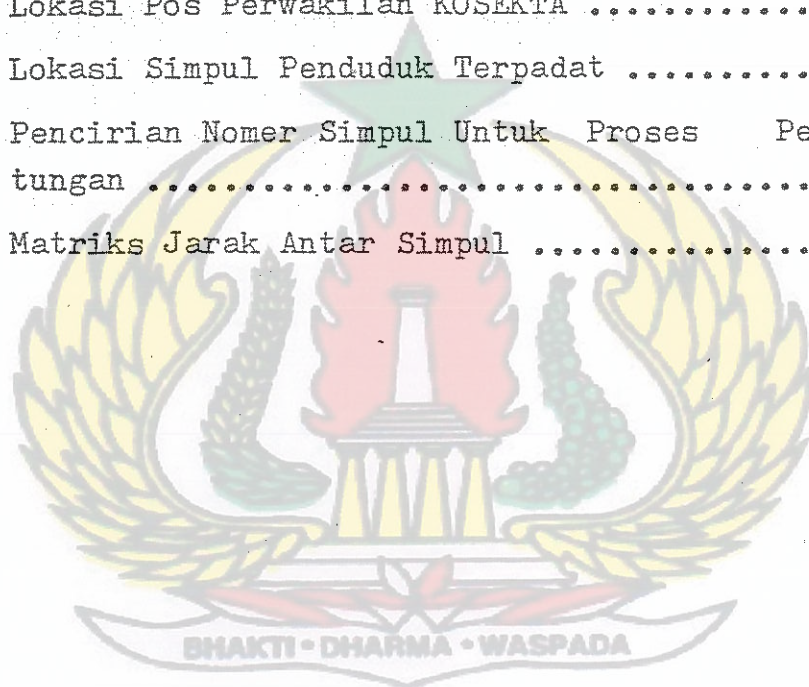 Lokasi Pos Perwakilan KOSEKTA ............
Lokasi Simpul Penduduk Terpadat ..........
Pencirian Nomer Simpul Untuk Proses Pe
tungan ...................................
Matriks Jarak Antar Simpul ...............
BHAKTI • DHARMA • WASPADA